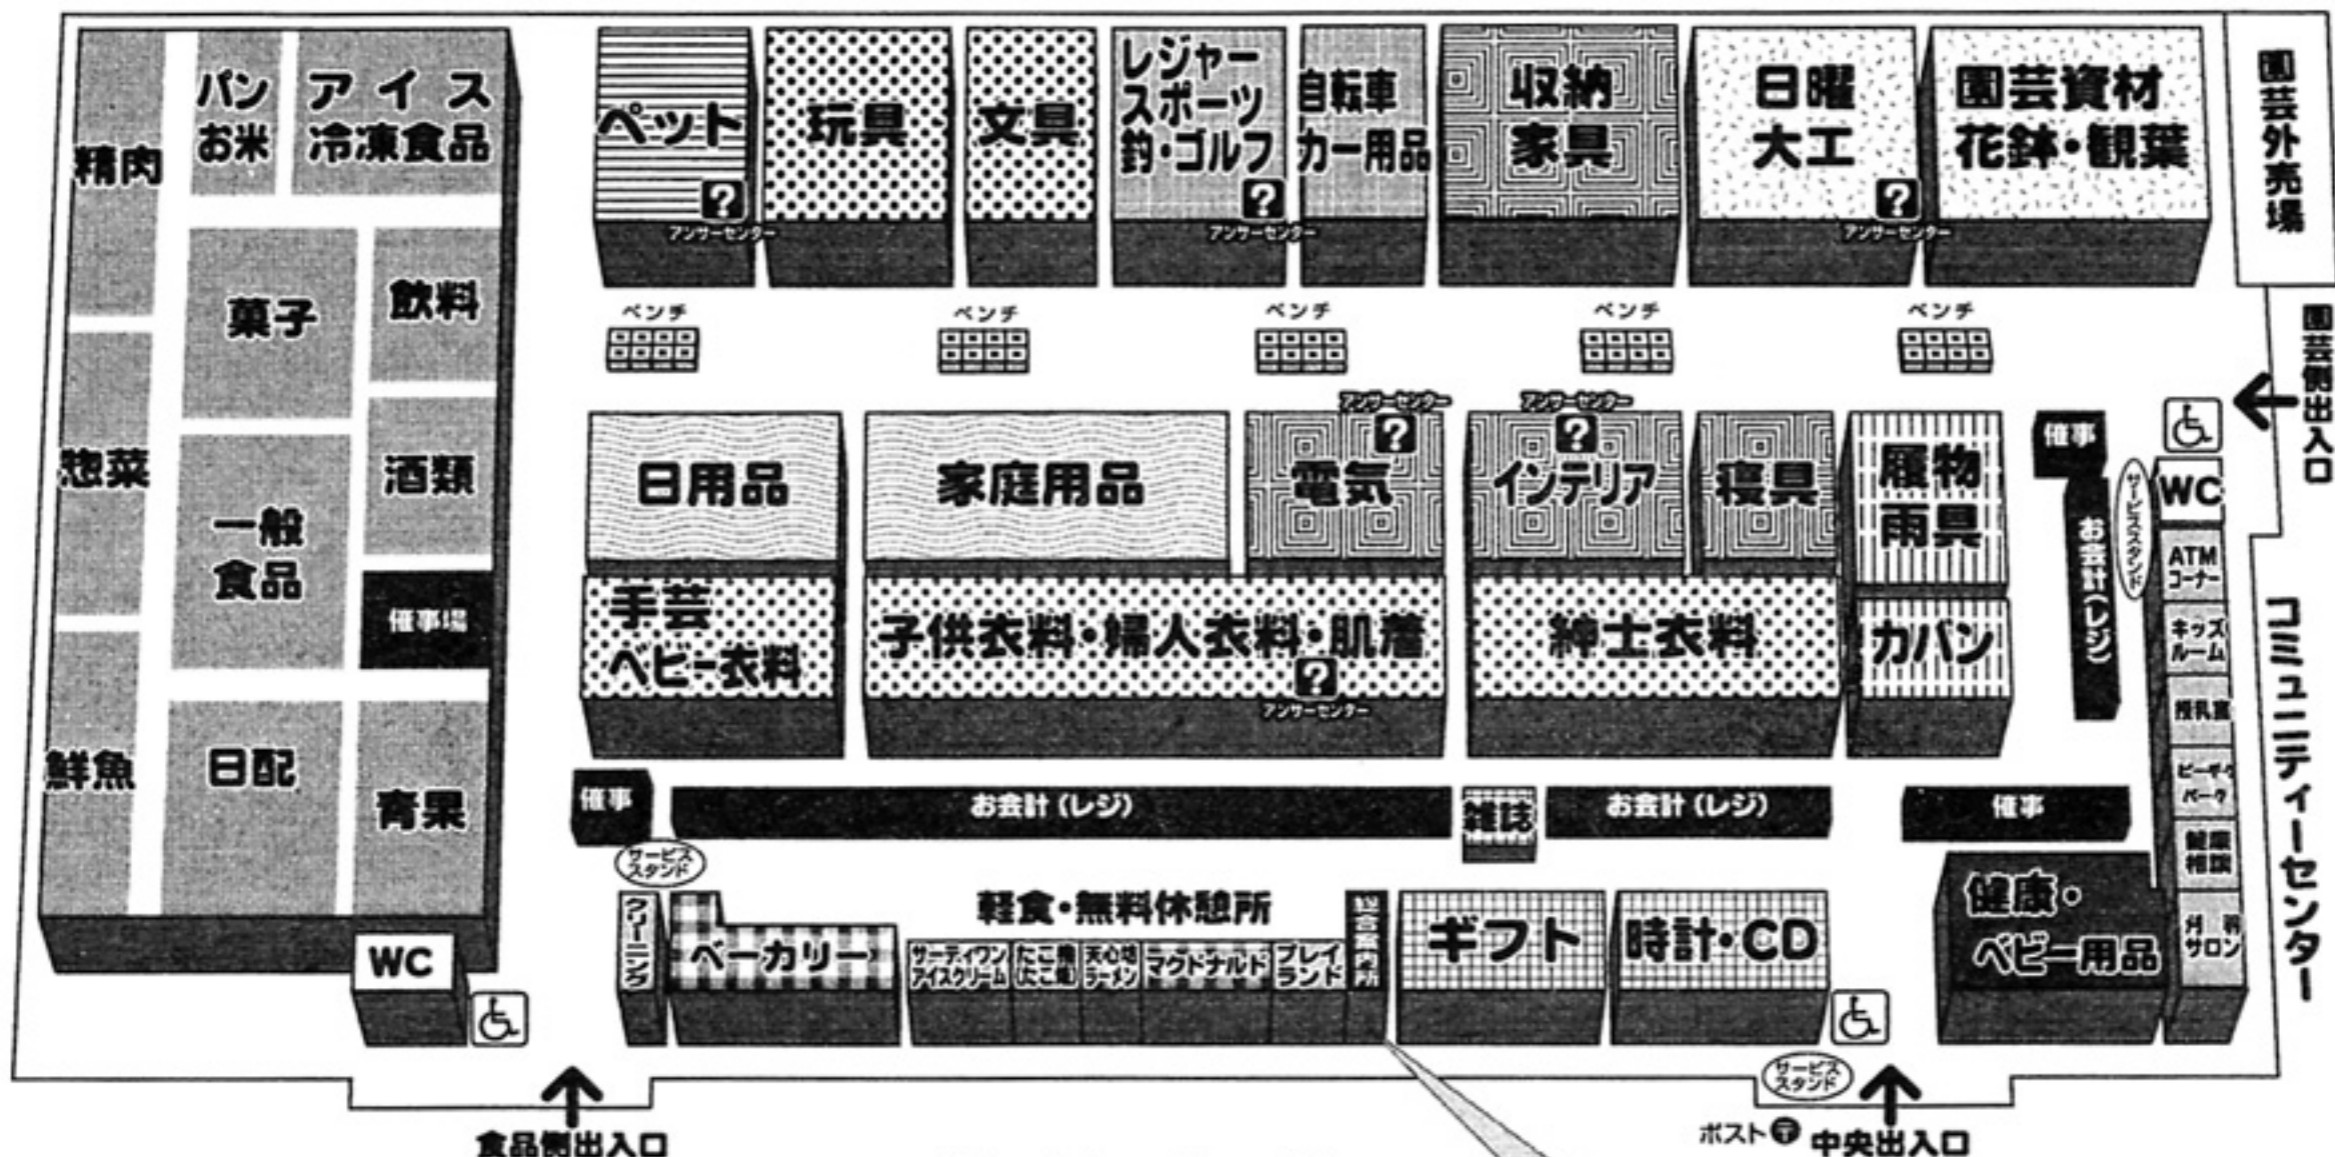 精肉
パン
お米
アイス
冷凍食品
菓子
飲料
惣菜
一般
食品
酒類
催事場
鮮魚
日配
青果
WC
ペット
?
アンサーセンター
玩具
文具
レジャー
スポーツ
釣・ゴルフ
?
アンサーセンター
自転車
カー用品
収納
家具
日曜
大工
?
アンサーセンター
園芸資材
花鉢・観葉
園芸外売場
ベンチ
ベンチ
ベンチ
ベンチ
ベンチ
園芸側出入口
日用品
家庭用品
アンサーセンター
?
電気
アンサーセンター
?
インテリア
寝具
履物
雨具
催事
お会計(レジ)
サービススタンド
WC
ATM
コーナー
キッズ
ルーム
授乳室
パーク
健康
相談
サロン
コミュニティーセンター
手芸
ベビー衣料
子供衣料・婦人衣料・肌着
?
アンサーセンター
紳士衣料
カバン
催事
お会計(レジ)
雑誌
お会計(レジ)
催事
サービス
スタンド
クリーニング
ベーカリー
軽食・無料休憩所
サーティワン
アイスクリーム
(たこ焼)
ラーメン
マクドナルド
プレイ
ランド
総合案内所
ギフト
時計・CD
健康・
ベビー用品
サービス
スタンド
食品側出入口
ポスト〒
中央出入口